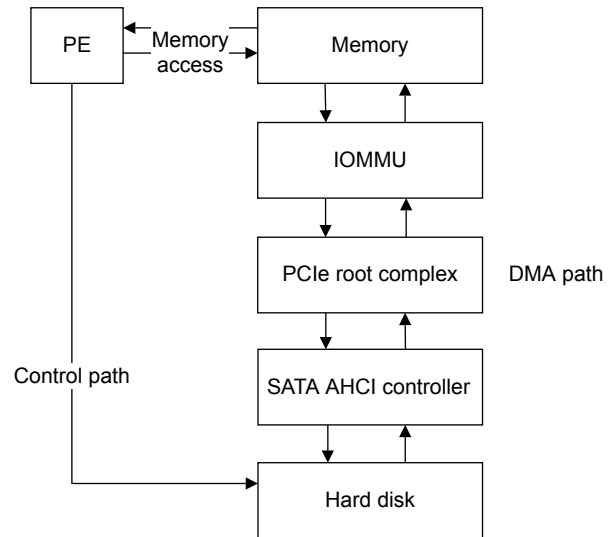 PE
Memory
access
Memory
IOMMU
PCIe root complex
DMA path
Control path
SATA AHCI controller
Hard disk